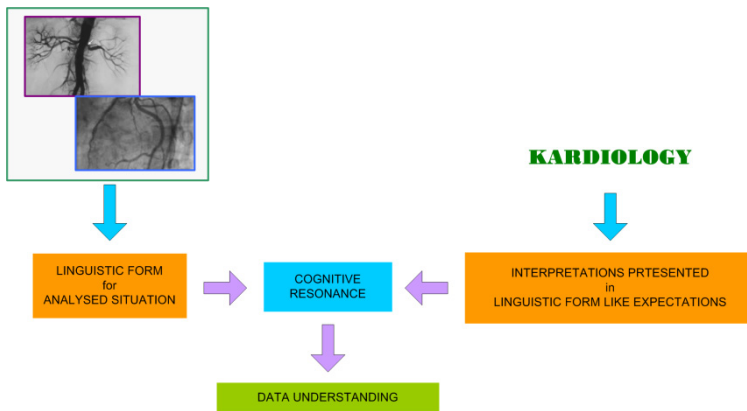 KARDIOLOGY
LINGUISTIC FORM
for
ANALYSED SITUATION
COGNITIVE
RESONANCE
INTERPRETATIONS PRTESENTED
in
LINGUISTIC FORM LIKE EXPECTATIONS
DATA UNDERSTANDING